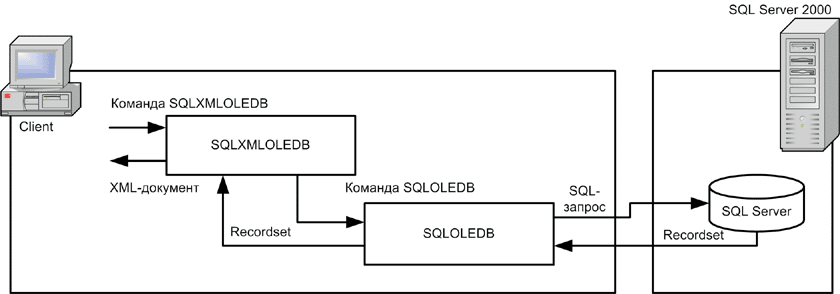 SQL Server 2000
Client
Команда SQLXMLOLEDB
SQLXMLOLEDB
XML-документ
Команда SQLOLEDB
SQL-
запрос
SQL Server
Recordset
SQLOLEDB
Recordset